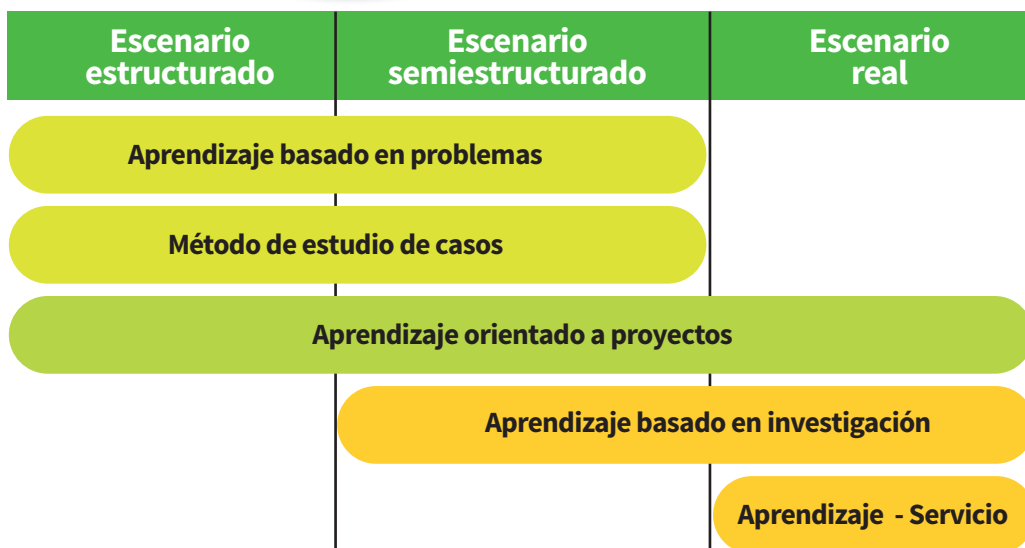 Escenario
estructurado
Escenario
semiestructurado
Escenario
real
Aprendizaje basado en problemas
Método de estudio de casos
Aprendizaje orientado a proyectos
Aprendizaje basado en investigación
Aprendizaje - Servicio